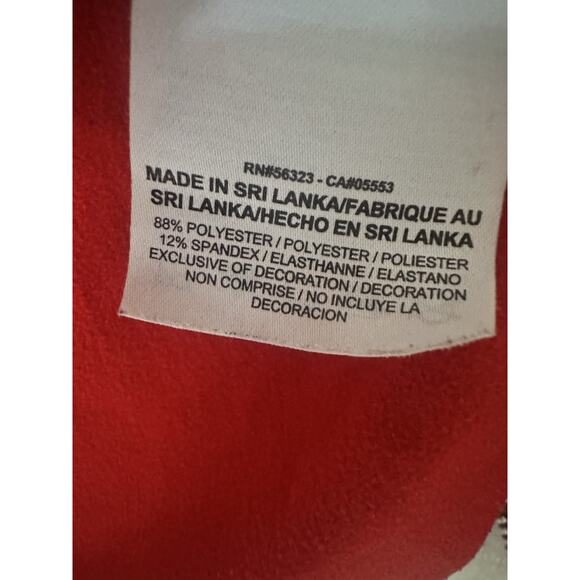 RN#56323 - CA#05553
MADE IN SRI LANKA/FABRIQUE AU
SRI LANKA/HECHO EN SRI LANKA
88% POLYESTER / POLYESTER / POLIESTER
12% SPANDEX / ELASTHANNE / ELASTANO
EXCLUSIVE OF DECORATION / DECORATION
NON COMPRISE / NO INCLUYE LA
DECORACION